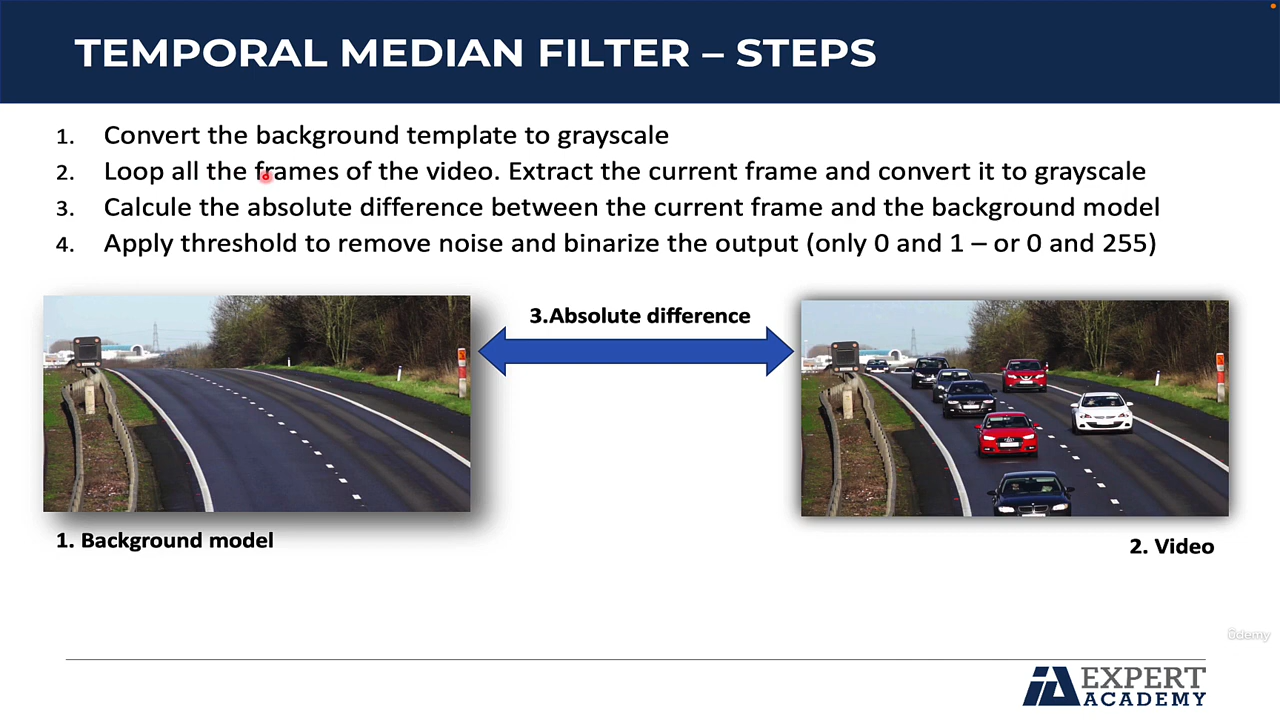 TEMPORAL MEDIAN FILTER – STEPS
1. Convert the background template to grayscale
2. Loop all the frames of the video. Extract the current frame and convert it to grayscale
3. Calcule the absolute difference between the current frame and the background model
4. Apply threshold to remove noise and binarize the output (only 0 and 1 – or 0 and 255)
3.Absolute difference
1. Background model
2. Video
ûdemy
IA EXPERT
ACADEMY